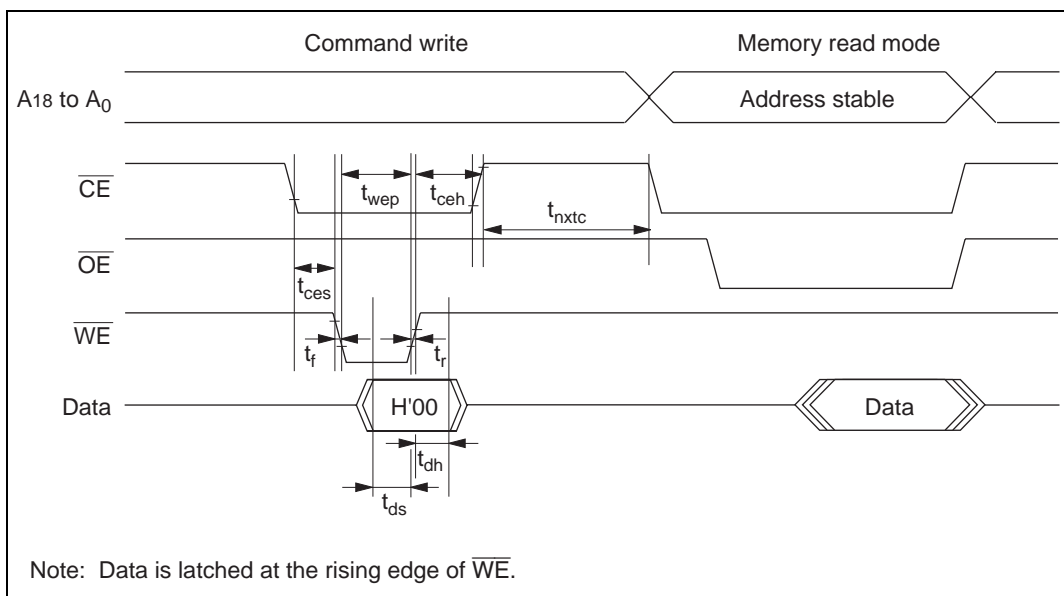 Command write Memory read mode
A18 to A0 Address stable
CE
twep tceh
tnxtc
OE
tces
WE
tf tr
Data H'00 Data
tdh
tds
Note: Data is latched at the rising edge of WE.